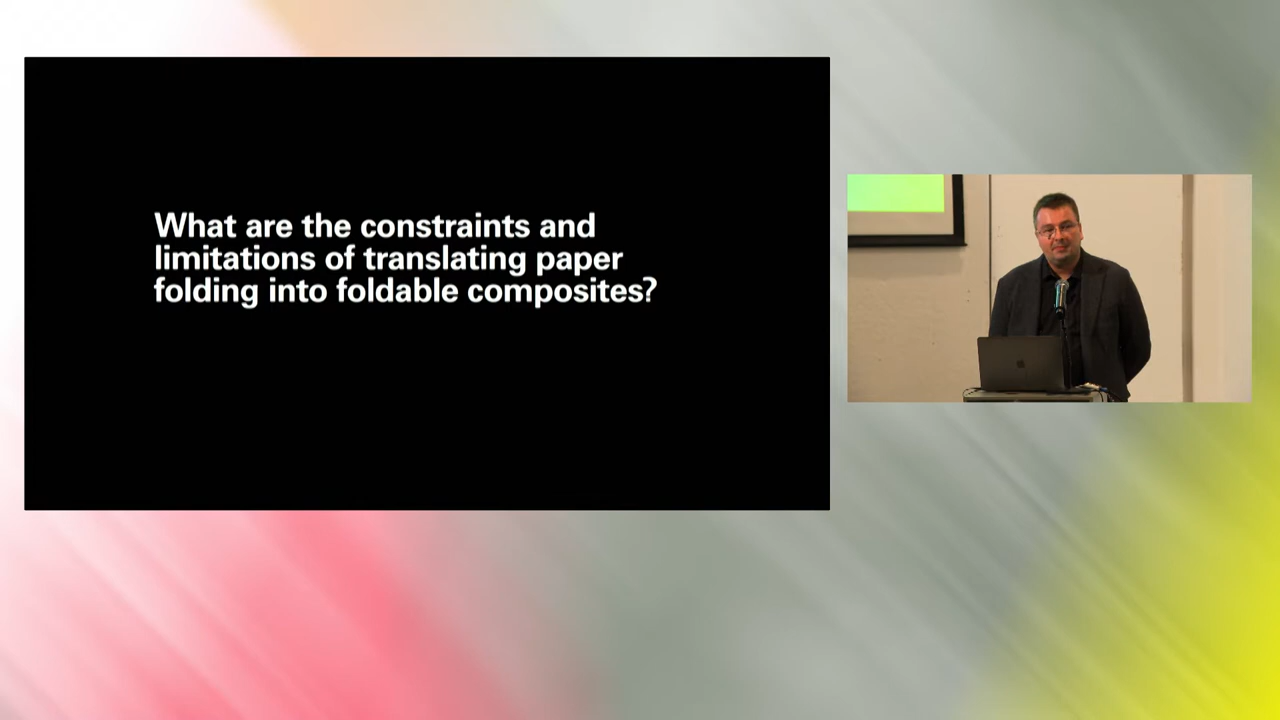 What are the constraints and
limitations of translating paper
folding into foldable composites?